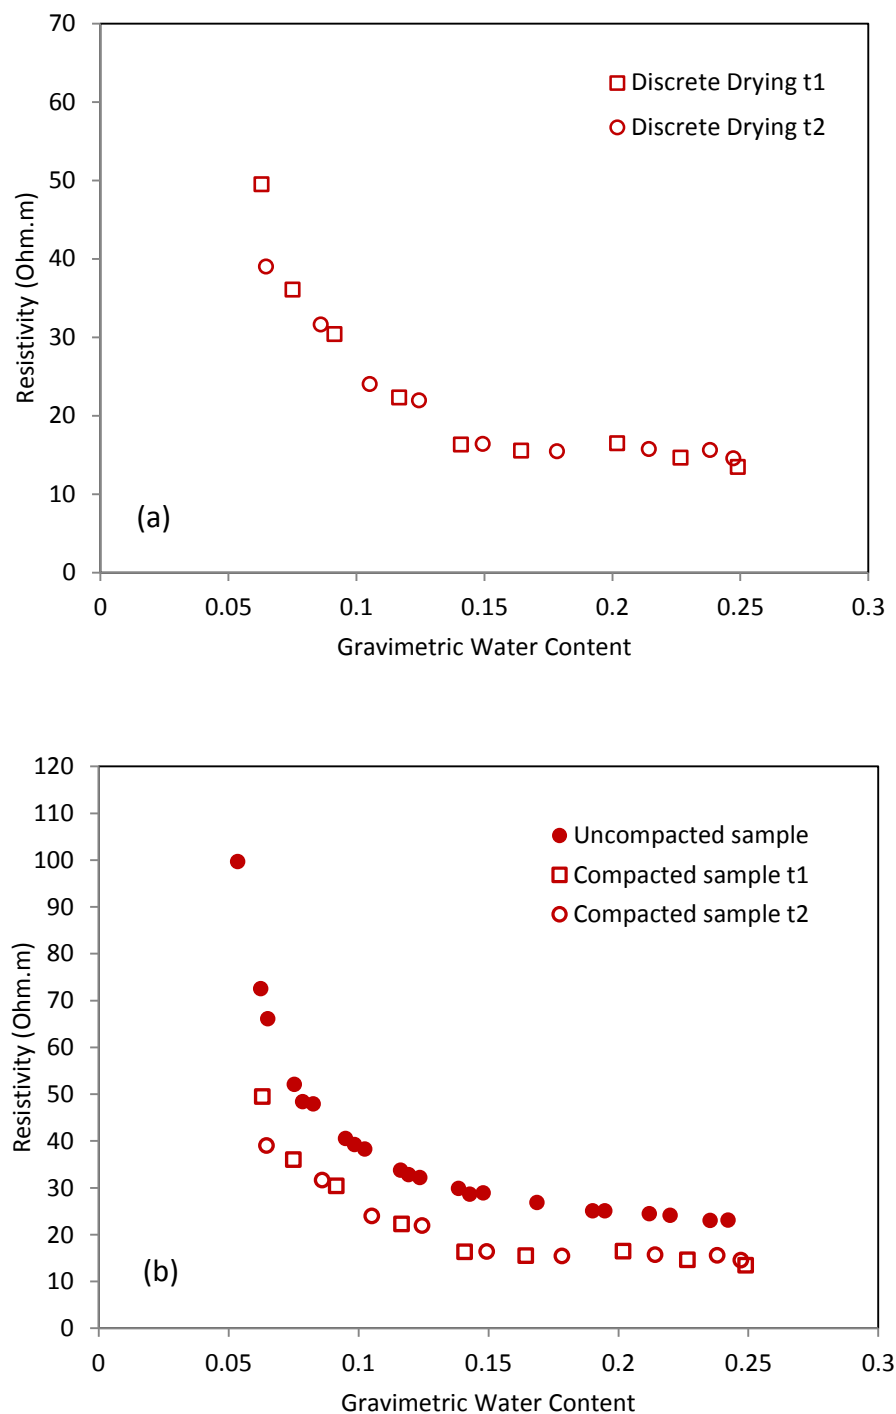 70
60
50
40
30
20
10
0
Resistivity (Ohm.m)
Discrete Drying t1
Discrete Drying t2
(a)
0 0.05 0.1 0.15 0.2 0.25 0.3
Gravimetric Water Content
120
110
100
90
80
70
60
50
40
30
20
10
0
Resistivity (Ohm.m)
Uncompacted sample
Compacted sample t1
Compacted sample t2
(b)
0 0.05 0.1 0.15 0.2 0.25 0.3
Gravimetric Water Content